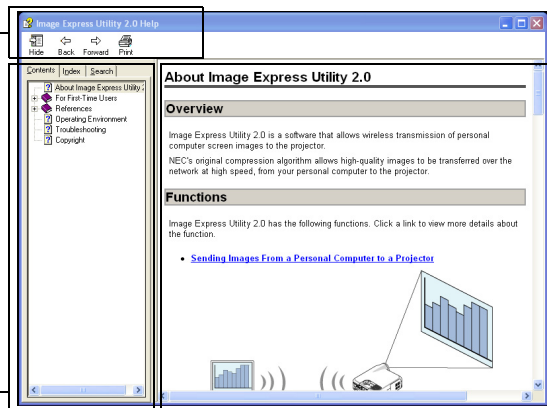 Image Express Utility 2.0 Help
Hide Back Forward Print
Contents Index Search
About Image Express Utility 2
For First-Time Users
References
Operating Environment
Troubleshooting
Copyright
About Image Express Utility 2.0
Overview
Image Express Utility 2.0 is a software that allows wireless transmission of personal
computer screen images to the projector.
NEC's original compression algorithm allows high-quality images to be transferred over the
network at high speed, from your personal computer to the projector.
Functions
Image Express Utility 2.0 has the following functions. Click a link to view more details about
the function.
Sending Images From a Personal Computer to a Projector